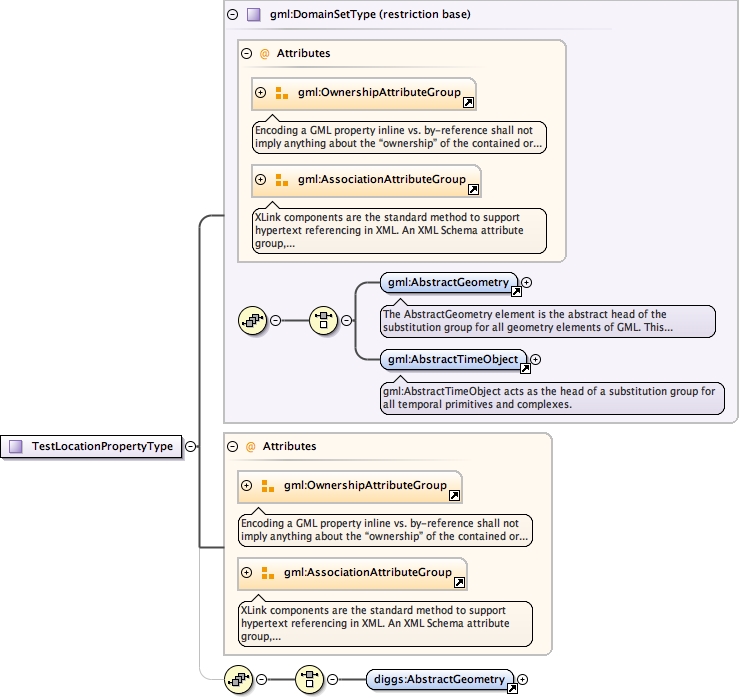 gml:DomainSetType (restriction base)
@ Attributes
gml:OwnershipAttributeGroup
Encoding a GML property inline vs. by-reference shall not
imply anything about the “ownership” of the contained or...
gml:AssociationAttributeGroup
XLink components are the standard method to support
hypertext referencing in XML. An XML Schema attribute
group,...
gml:AbstractGeometry
The AbstractGeometry element is the abstract head of the
substitution group for all geometry elements of GML. This...
gml:AbstractTimeObject
gml:AbstractTimeObject acts as the head of a substitution group for
all temporal primitives and complexes.
TestLocationPropertyType
@ Attributes
gml:OwnershipAttributeGroup
Encoding a GML property inline vs. by-reference shall not
imply anything about the “ownership” of the contained or...
gml:AssociationAttributeGroup
XLink components are the standard method to support
hypertext referencing in XML. An XML Schema attribute
group,...
diggs:AbstractGeometry